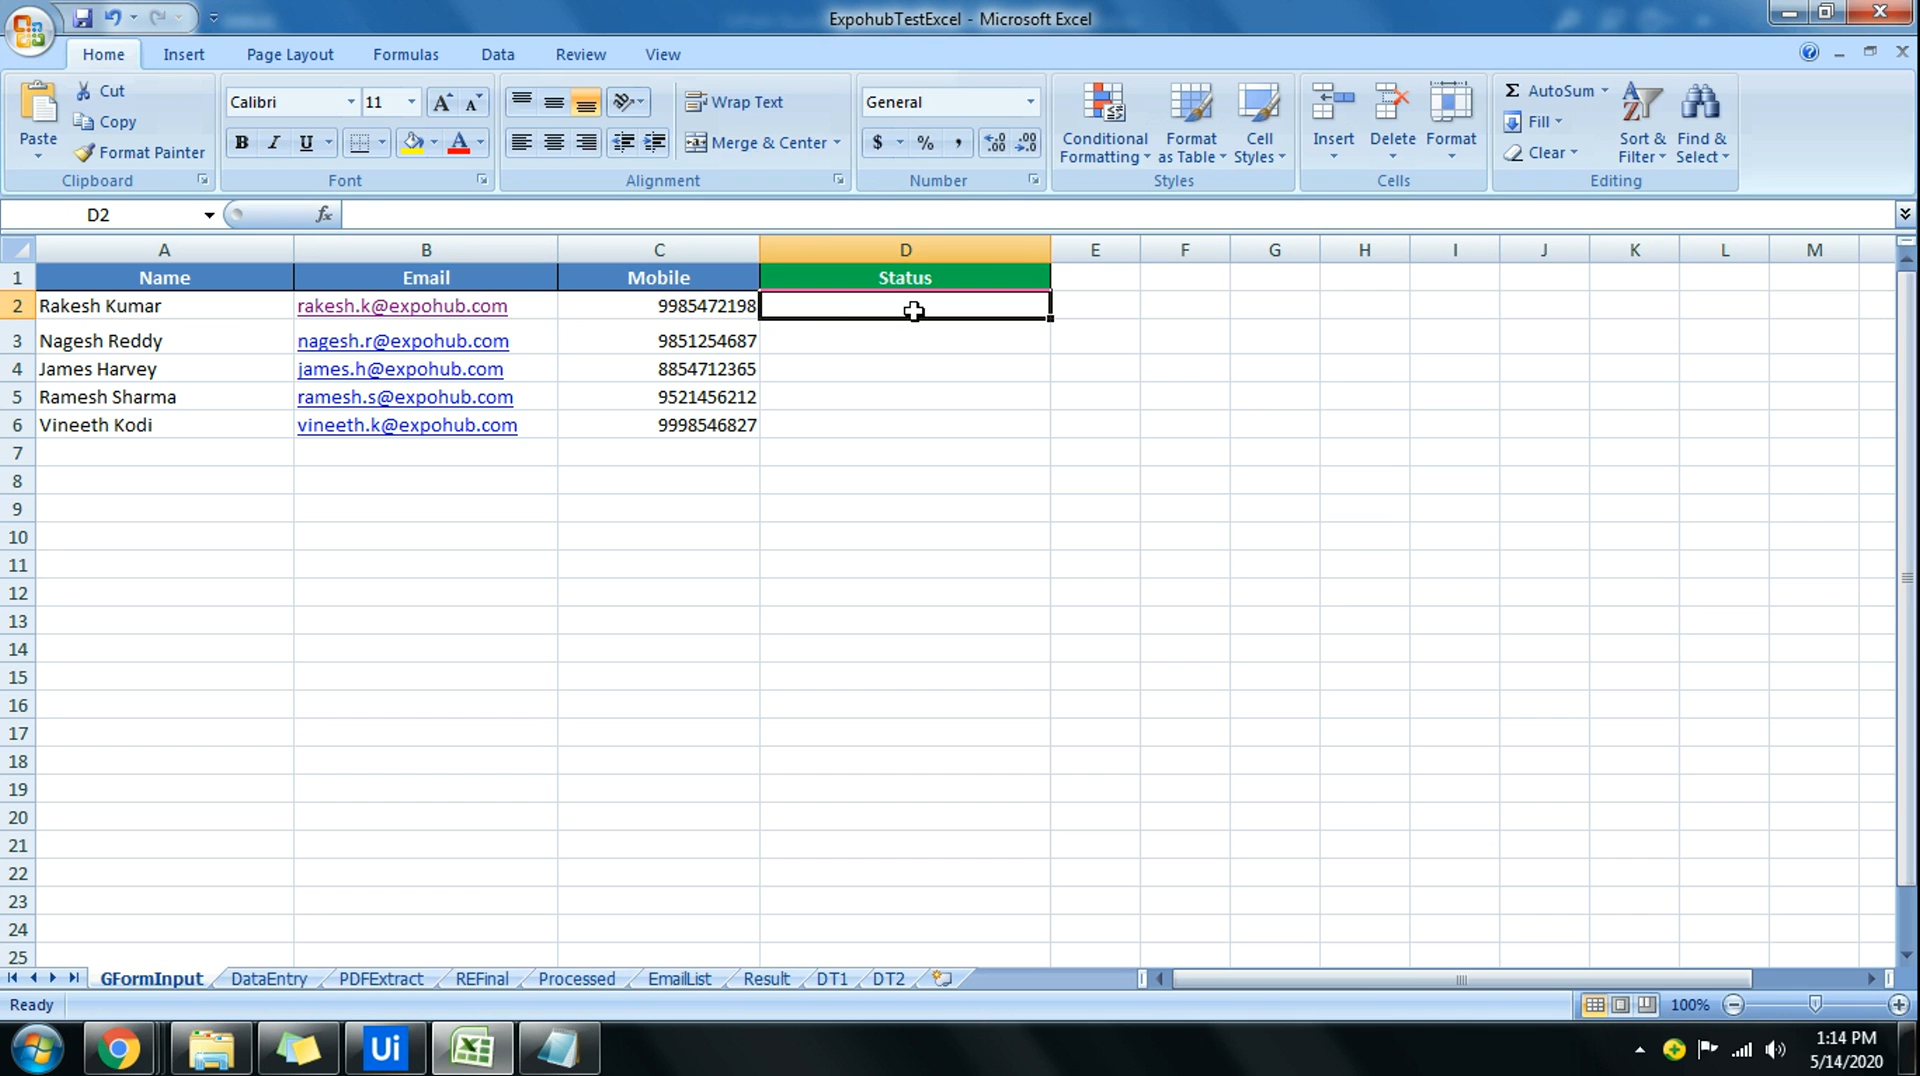 ExpohubTestExcel - Microsoft Excel
Home Insert Page Layout Formulas Data Review View
Paste
Cut
Copy
Format Painter
Clipboard
Calibri 11
B I U A
Font
Wrap Text
Merge & Center
Alignment
General
$ % ,
Number
Conditional Formatting
Format as Table
Cell Styles
Styles
Insert Delete Format
Cells
Σ AutoSum
Fill
Clear
Sort & Filter
Find & Select
Editing
D2 fx
A B C D E F G H I J K L M
1 Name Email Mobile Status
2 Rakesh Kumar rakesh.k@expohub.com 9985472198
3 Nagesh Reddy nagesh.r@expohub.com 9851254687
4 James Harvey james.h@expohub.com 8854712365
5 Ramesh Sharma ramesh.s@expohub.com 9521456212
6 Vineeth Kodi vineeth.k@expohub.com 9998546827
7
8
9
10
11
12
13
14
15
16
17
18
19
20
21
22
23
24
25
GFormInput DataEntry PDFExtract REFinal Processed EmailList Result DT1 DT2
Ready 100%
Ui
1:14 PM
5/14/2020